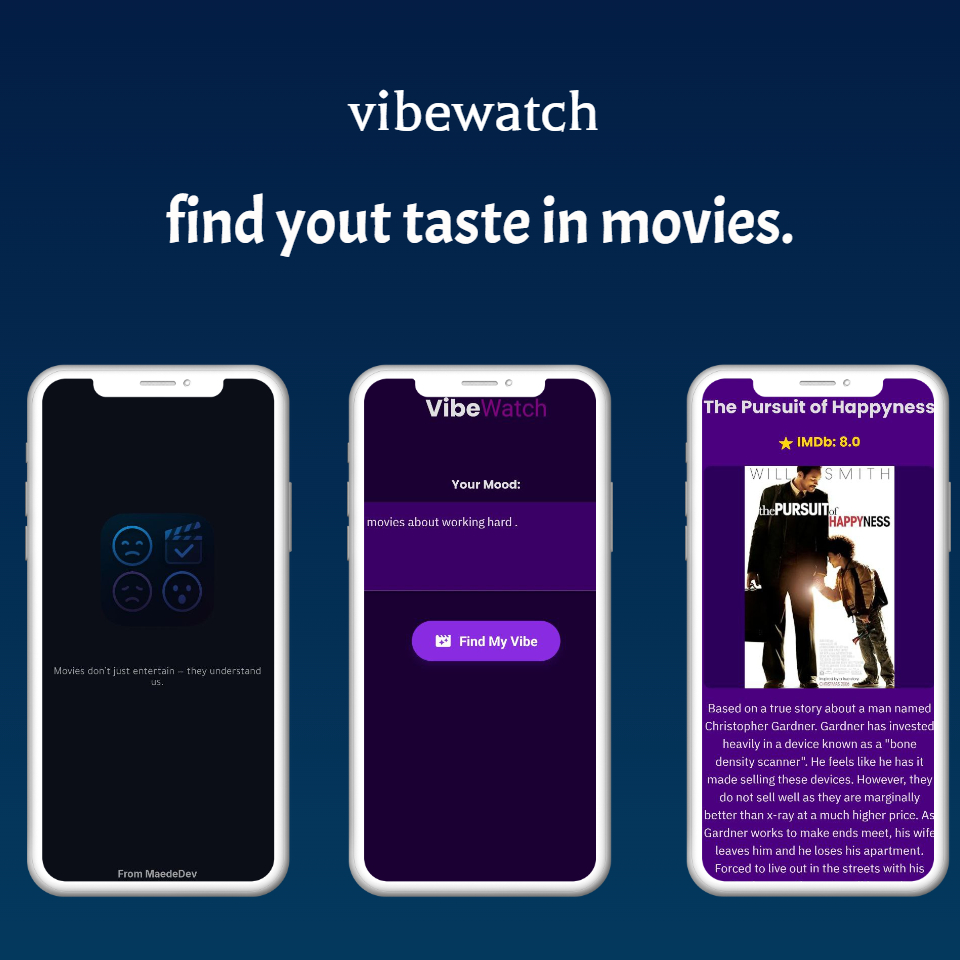 vibewatch
find yout taste in movies.
Movies don't just entertain – they understand
us.
From MaedeDev
VibeWatch
Your Mood:
movies about working hard .
Find My Vibe
The Pursuit of Happyness
IMDb: 8.0
WILL SMITH
the PURSUIT of
HAPPYNESS
CHRISTMAS 2006
Based on a true story about a man named
Christopher Gardner. Gardner has invested
heavily in a device known as a "bone
density scanner". He feels like he has it
made selling these devices. However, they
do not sell well as they are marginally
better than x-ray at a much higher price. As
Gardner works to make ends meet, his wife
leaves him and he loses his apartment.
Forced to live out in the streets with his